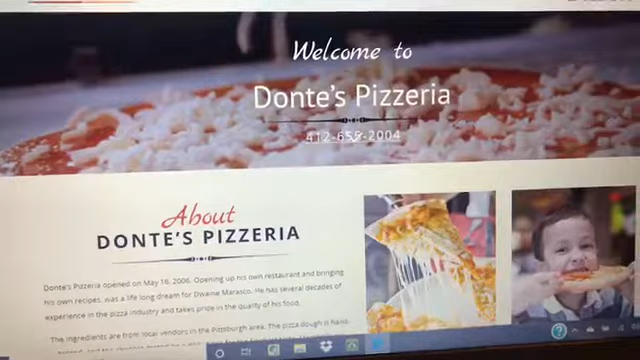 Welcome to
Donte's Pizzeria
412-655-2004
About
DONTE'S PIZZERIA
Donte's Pizzeria opened on May 16, 2006. Opening up his own restaurant and bringing
his own recipes, was a life long dream for Dwaine Marasco. He has several decades of
experience in the pizza industry and takes pride in the quality of his food.
The ingredients are from local vendors in the Pittsburgh area. The pizza dough is hand-